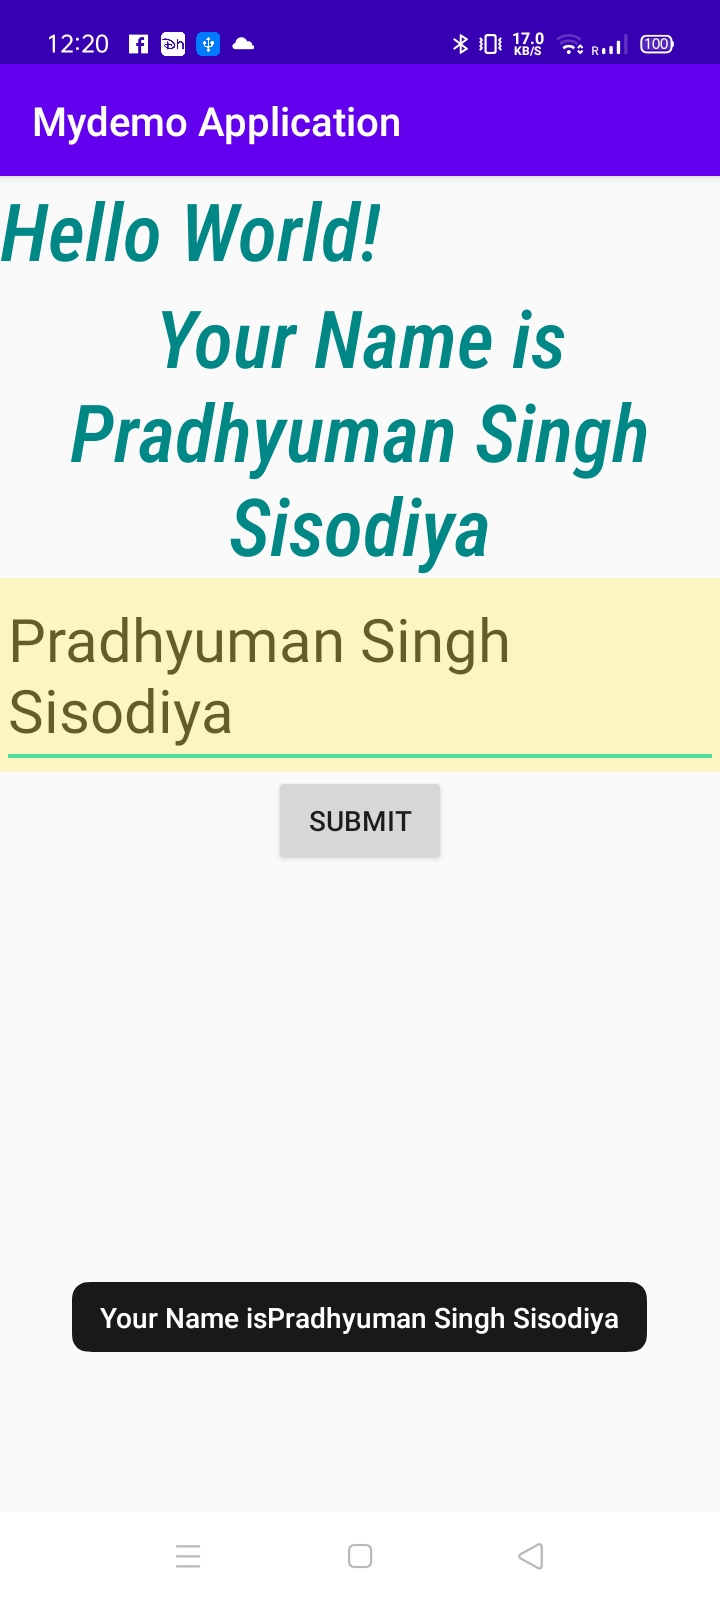 12:20 Dh 17.0 KB/S R 100
Mydemo Application
Hello World!
Your Name is
Pradhyuman Singh
Sisodiya
Pradhyuman Singh
Sisodiya
SUBMIT
Your Name isPradhyuman Singh Sisodiya